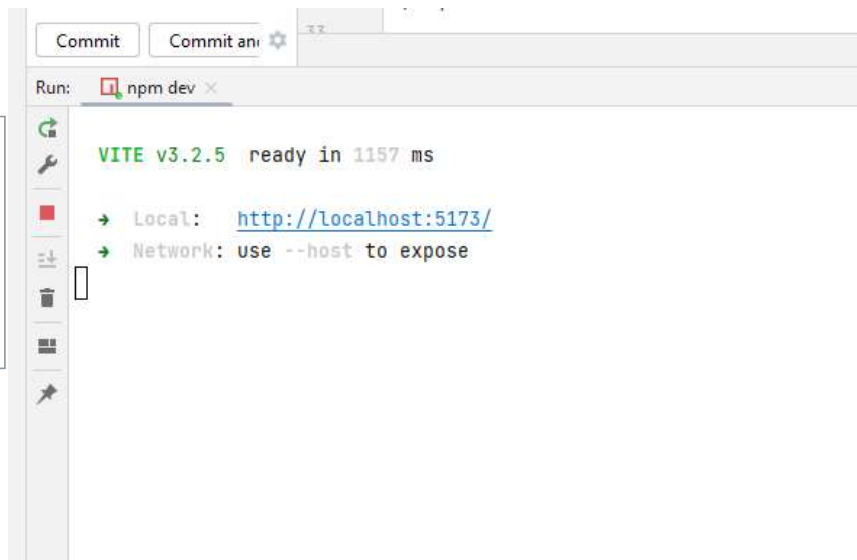 Commit
Commit an
33
Run: npm dev
VITE v3.2.5 ready in 1157 ms
➜ Local: http://localhost:5173/
➜ Network: use --host to expose